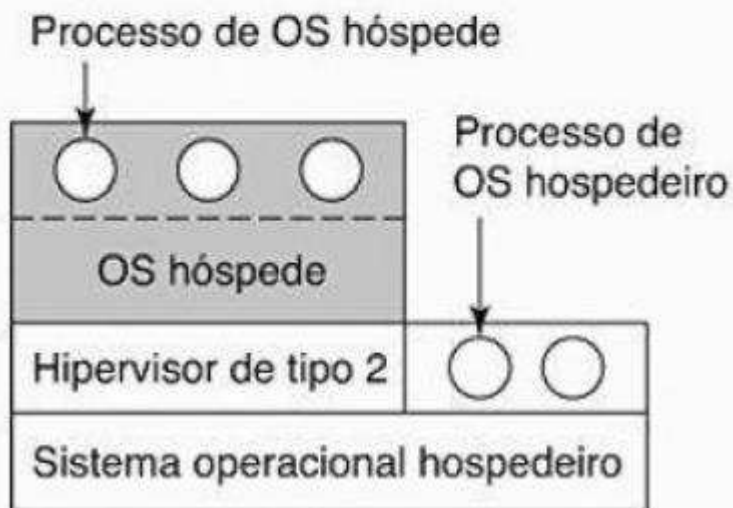 Processo de OS hóspede
Processo de
OS hospedeiro
OS hóspede
Hipervisor de tipo 2
Sistema operacional hospedeiro